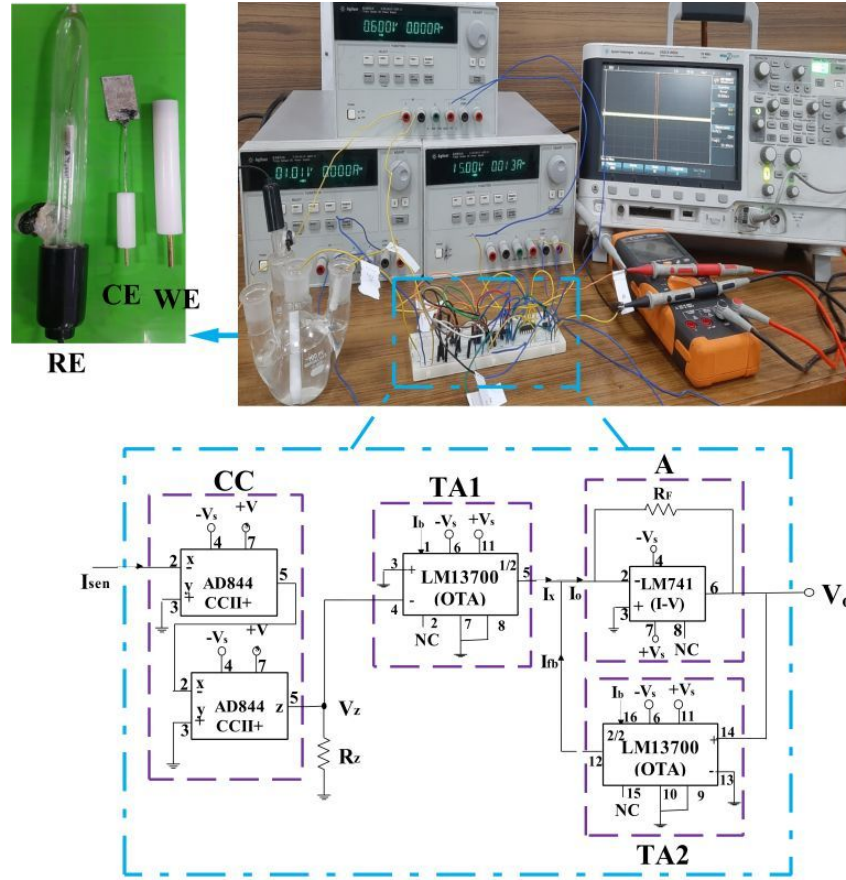 Agilent
06.00V 0.000A
Agilent
01.01V 0.000A
Agilent
15.00V 0.013A
CE
WE
RE
CC
-Vs
+V
4
7
Isen
2
x
-
y
+
3
5
AD844
CCII+
-Vs
+V
4
7
2
x
-
y
+
3
z
5
AD844
CCII+
Vz
Rz
TA1
Ib
-Vs
+Vs
1
6
11
3
+
1/2
5
LM13700
(OTA)
4
-
2
7
8
NC
Ix
Io
Ifb
A
RF
-Vs
4
2
-
LM741
(I-V)
6
+
3
7
8
+Vs
NC
Vo
Ib
-Vs
+Vs
16
6
11
2/2
14
+
LM13700
(OTA)
12
-
13
15
10
9
NC
TA2